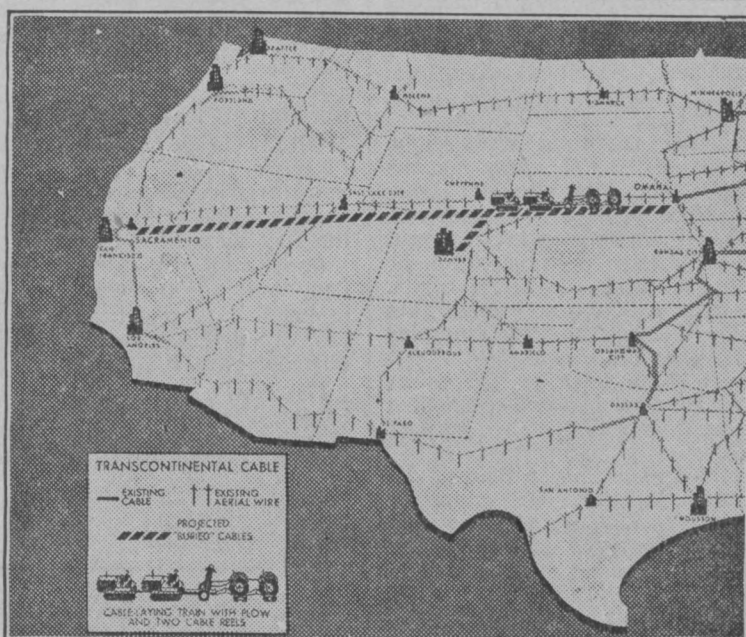 SEATTLE
PORTLAND
HELENA
BISMARCK
MINNEAPOLIS
SALT LAKE CITY
CHEYENNE
OMAHA
SACRAMENTO
SAN
FRANCISCO
DENVER
KANSAS CITY
LOS
ANGELES
ALBUQUERQUE
AMARILLO
OKLAHOMA
CITY
DALLAS
EL PASO
SAN ANTONIO
HOUSTON
TRANSCONTINENTAL CABLE
EXISTING
CABLE
EXISTING
AERIAL WIRE
PROJECTED
"BURIED" CABLES
CABLE-LAYING TRAIN WITH PLOW
AND TWO CABLE REELS